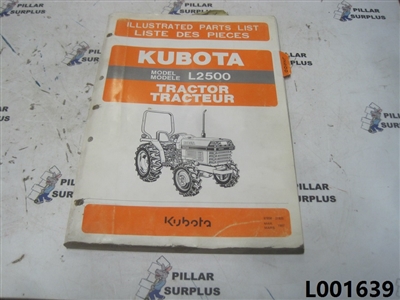 ILLUSTRATED PARTS LIST
LISTE DES PIECES
KUBOTA
MODEL
MODELE
L2500
TRACTOR
TRACTEUR
Kubota
PILLAR
SURPLUS
L001639